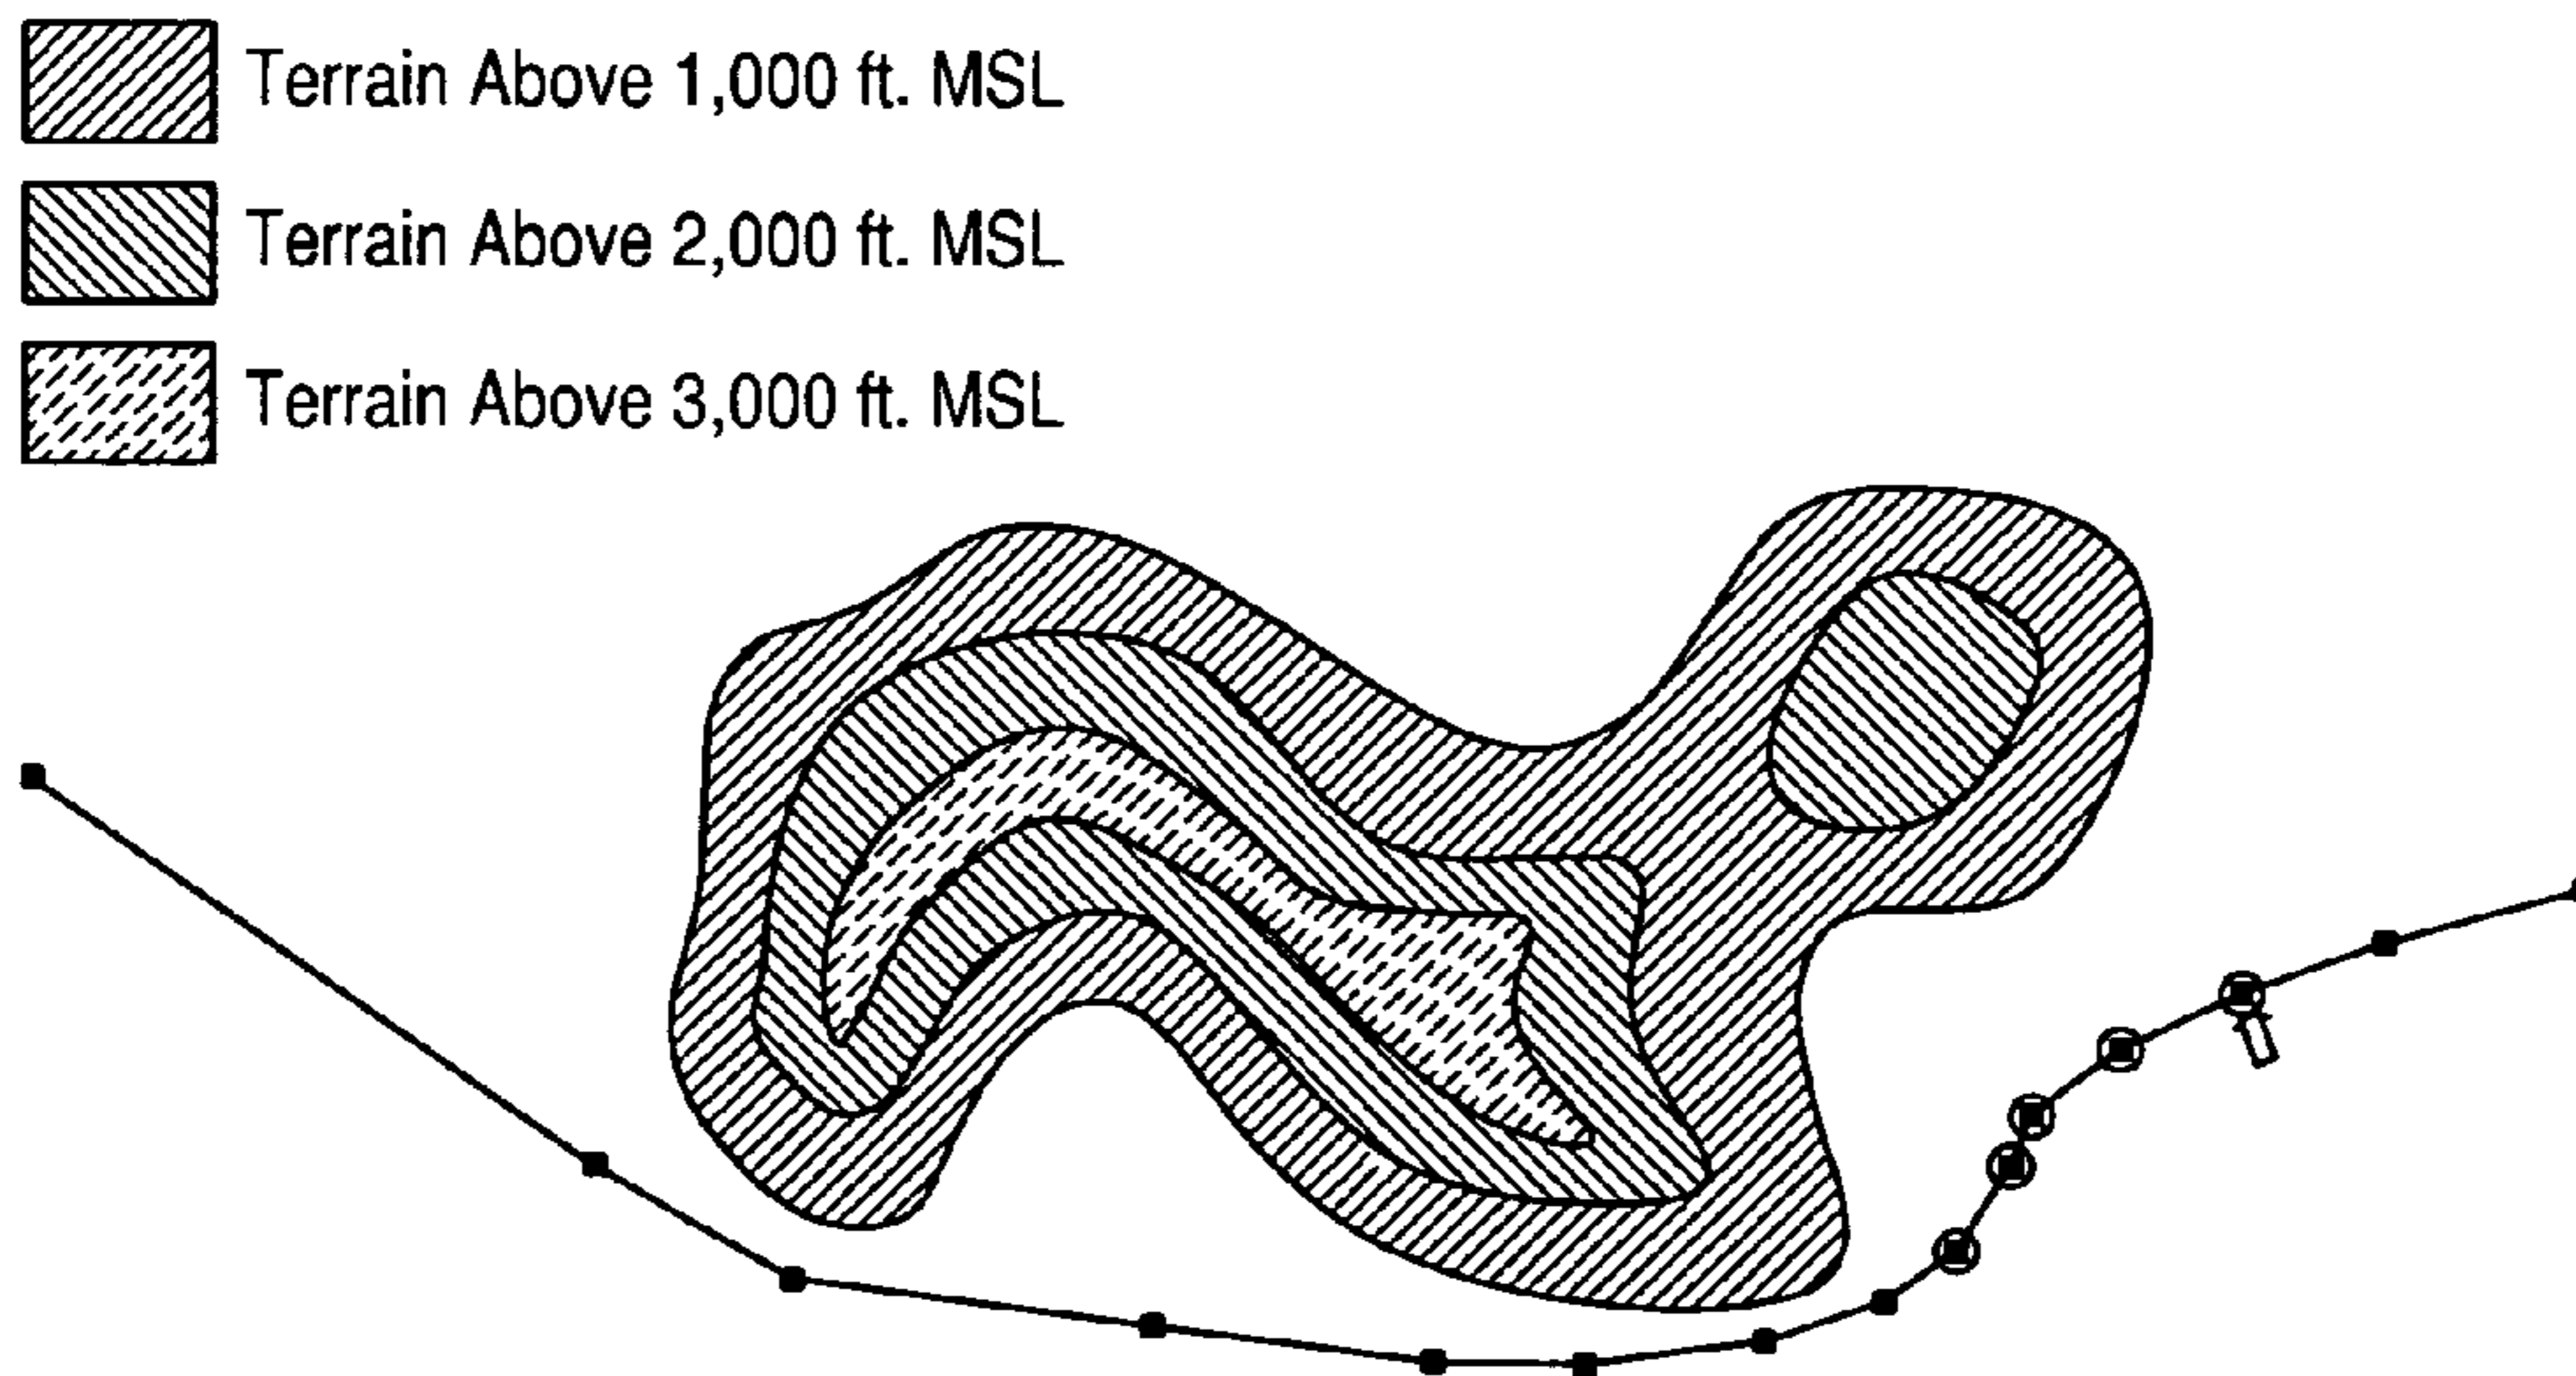 Terrain Above 1,000 ft. MSL
Terrain Above 2,000 ft. MSL
Terrain Above 3,000 ft. MSL